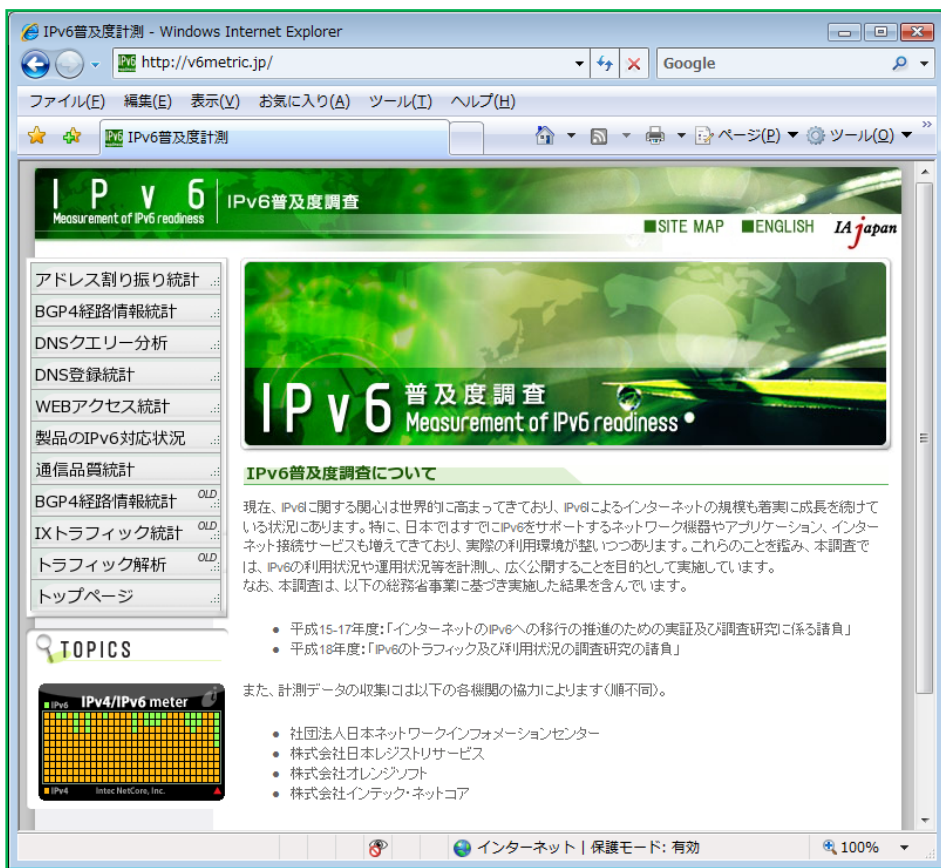 IPv6普及度計測 - Windows Internet Explorer
http://v6metric.jp/
Google
ファイル(F) 編集(E) 表示(V) お気に入り(A) ツール(T) ヘルプ(H)
IPv6普及度計測
ページ(P) ツール(O)
IPv6
Measurement of IPv6 readiness
IPv6普及度調査
■SITE MAP ■ENGLISH IAjapan
アドレス割り振り統計
BGP4経路情報統計
DNSクエリー分析
DNS登録統計
WEBアクセス統計
製品のIPv6対応状況
通信品質統計
BGP4経路情報統計 OLD
IXトラフィック統計 OLD
トラフィック解析 OLD
トップページ
TOPICS
IPv6 IPv4/IPv6 meter
IPv4 Intec NetCore, Inc.
IPv6 普及度調査
Measurement of IPv6 readiness
IPv6普及度調査について
現在、IPv6に関する関心は世界的に高まってきており、IPv6によるインターネットの規模も着実に成長を続けて
いる状況にあります。特に、日本ではすでにIPv6をサポートするネットワーク機器やアプリケーション、インター
ネット接続サービスも増えてきており、実際の利用環境が整いつつあります。これらのことを鑑み、本調査で
は、IPv6の利用状況や運用状況等を計測し、広く公開することを目的として実施しています。
なお、本調査は、以下の総務省事業に基づき実施した結果を含んでいます。
● 平成15-17年度:「インターネットのIPv6への移行の推進のための実証及び調査研究に係る請負」
● 平成18年度:「IPv6のトラフィック及び利用状況の調査研究の請負」
また、計測データの収集には以下の各機関の協力によります(順不同)。
● 社団法人日本ネットワークインフォメーションセンター
● 株式会社日本レジストリサービス
● 株式会社オレンジソフト
● 株式会社インテック・ネットコア
インターネット | 保護モード: 有効
100%